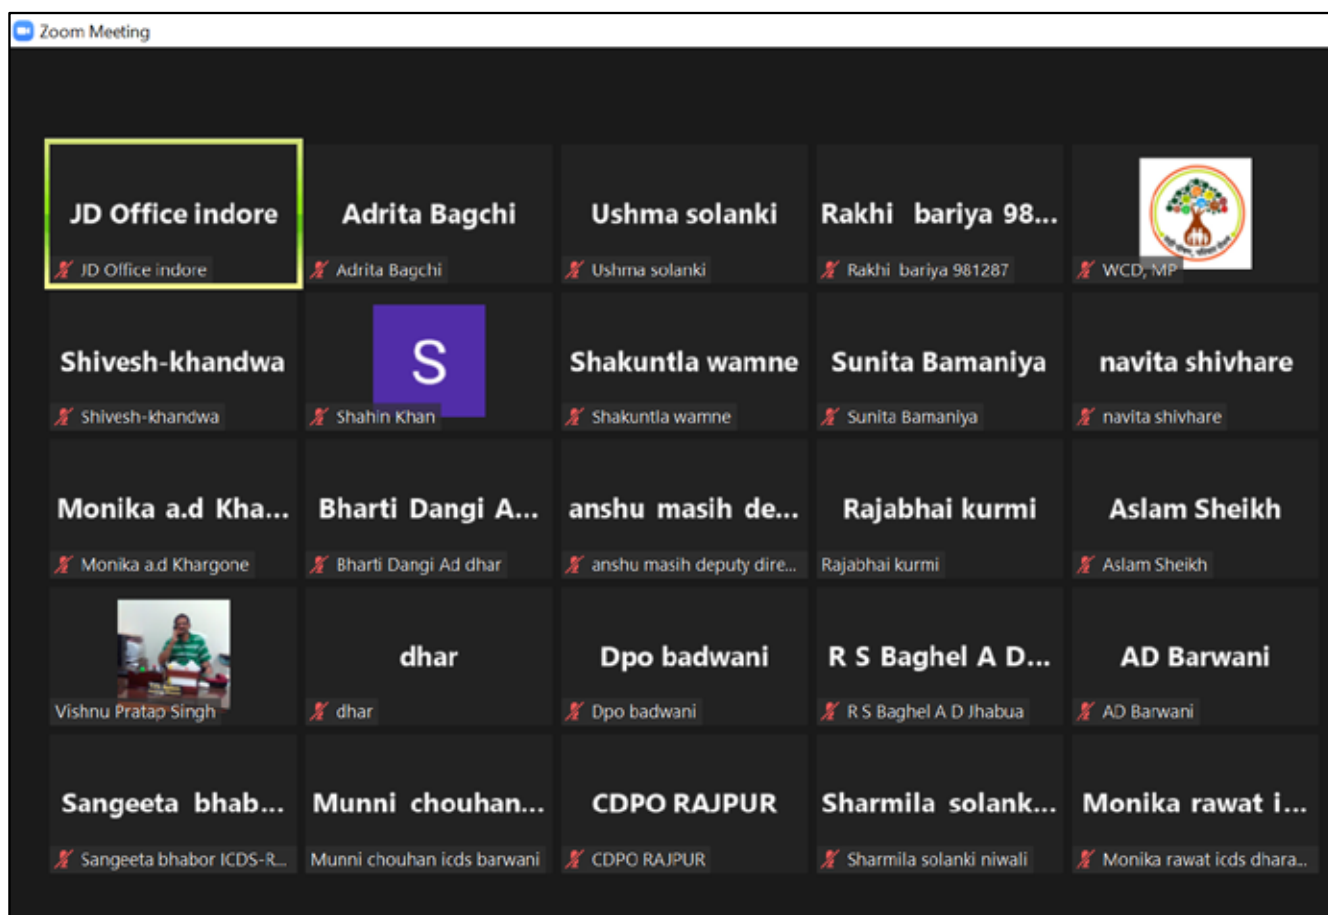 Zoom Meeting
JD Office indore
JD Office indore
Adrita Bagchi
Adrita Bagchi
Ushma solanki
Ushma solanki
Rakhi bariya 98...
Rakhi bariya 981287
WCD, MP
Shivesh-khandwa
Shivesh-khandwa
S
Shahin Khan
Shakuntla wamne
Shakuntla wamne
Sunita Bamaniya
Sunita Bamaniya
navita shivhare
navita shivhare
Monika a.d Kha...
Monika a.d Khargone
Bharti Dangi A...
Bharti Dangi Ad dhar
anshu masih de...
anshu masih deputy dire...
Rajabhai kurmi
Rajabhai kurmi
Aslam Sheikh
Aslam Sheikh
Vishnu Pratap Singh
dhar
dhar
Dpo badwani
Dpo badwani
R S Baghel A D...
R S Baghel A D Jhabua
AD Barwani
AD Barwani
Sangeeta bhab...
Sangeeta bhabor ICDS-R...
Munni chouhan...
Munni chouhan icds barwani
CDPO RAJPUR
CDPO RAJPUR
Sharmila solank...
Sharmila solanki niwali
Monika rawat i...
Monika rawat icds dhara...